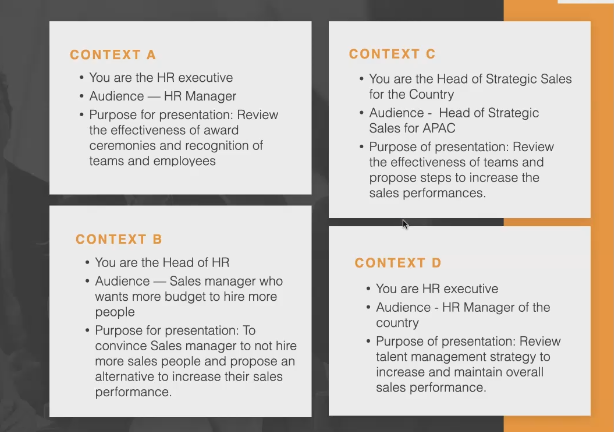 CONTEXT A
• You are the HR executive
• Audience — HR Manager
• Purpose for presentation: Review
the effectiveness of award
ceremonies and recognition of
teams and employees
CONTEXT B
• You are the Head of HR
• Audience — Sales manager who
wants more budget to hire more
people
• Purpose for presentation: To
convince Sales manager to not hire
more sales people and propose an
alternative to increase their sales
performance.
CONTEXT C
• You are the Head of Strategic Sales
for the Country
• Audience - Head of Strategic
Sales for APAC
• Purpose of presentation: Review
the effectiveness of teams and
propose steps to increase the
sales performances.
CONTEXT D
• You are HR executive
• Audience - HR Manager of the
country
• Purpose of presentation: Review
talent management strategy to
increase and maintain overall
sales performance.